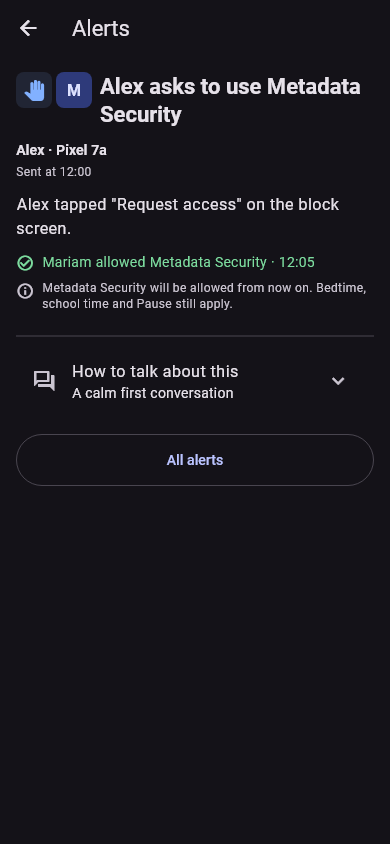 Alerts
M
Alex asks to use Metadata
Security
Alex · Pixel 7a
Sent at 12:00
Alex tapped "Request access" on the block
screen.
Mariam allowed Metadata Security · 12:05
Metadata Security will be allowed from now on. Bedtime,
school time and Pause still apply.
How to talk about this
A calm first conversation
All alerts